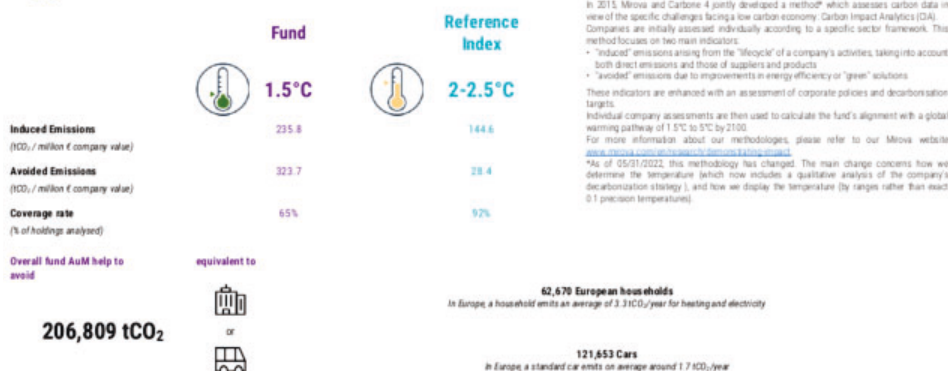 In 2015, Mirova and Carbone 4 jointly developed a method* which assesses carbon data in
view of the specific challenges facing a low carbon economy: Carbon Impact Analytics (CIA).
Companies are initially assessed individually according to a specific sector framework. This
method focuses on two main indicators:
• "induced" emissions arising from the "lifecycle" of a company's activities, taking into account
both direct emissions and those of suppliers and products
• "avoided" emissions due to improvements in energy efficiency or "green" solutions
These indicators are enhanced with an assessment of corporate policies and decarbonisation
targets.
Individual company assessments are then used to calculate the fund's alignment with a global
warming pathway of 1.5°C to 5°C by 2100.
For more information about our methodologies, please refer to our Mirova website
www.mirova.com/en/research/demonstrating-impact
*As of 05/31/2022, this methodology has changed. The main change concerns how we
determine the temperature (which now includes a qualitative analysis of the company's
decarbonization strategy ), and how we display the temperature (by ranges rather than exact
0.1 precision temperatures).
Fund
Reference
Index
1.5°C
2-2.5°C
Induced Emissions
235.8
144.6
(tCO₂ / million € company value)
Avoided Emissions
323.7
28.4
(tCO₂ / million € company value)
Coverage rate
65%
92%
(% of holdings analysed)
Overall fund AuM help to
avoid
equivalent to
206,809 tCO₂
or
62,670 European households
In Europe, a household emits an average of 3.3tCO₂/year for heating and electricity
121,653 Cars
In Europe, a standard car emits on average around 1.7 tCO₂/year